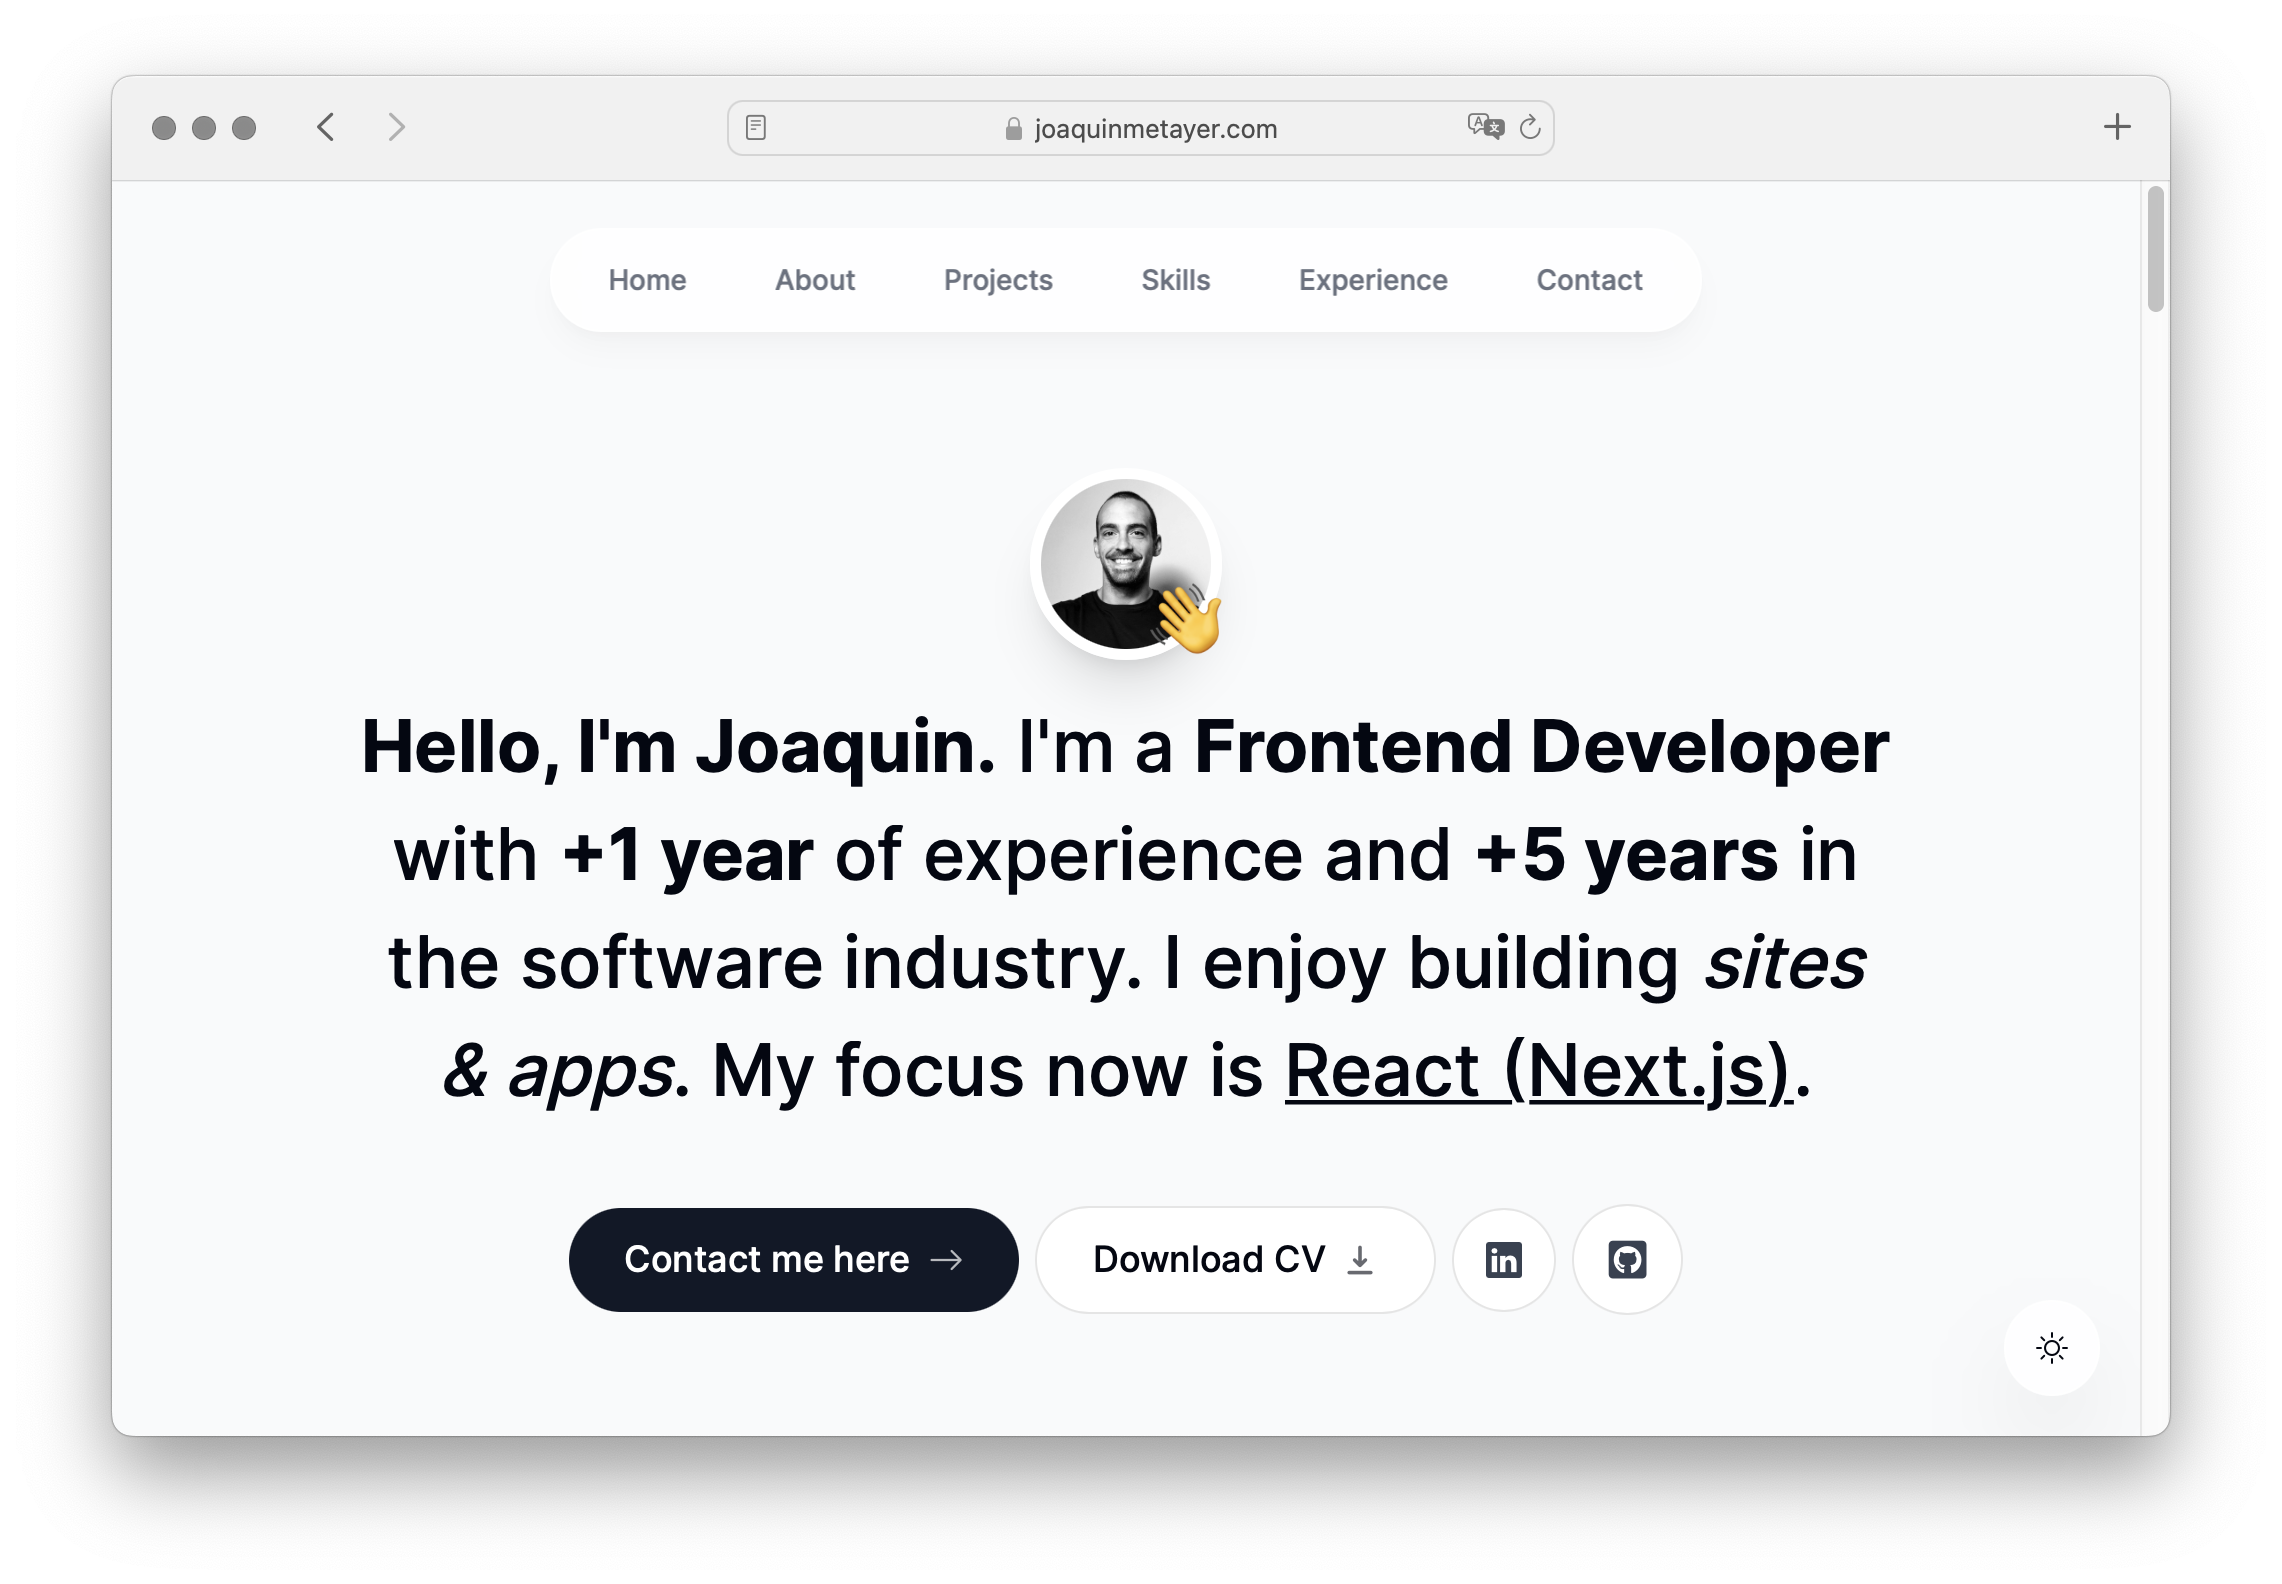 joaquinmetayer.com
Home About Projects Skills Experience Contact
Hello, I'm Joaquin. I'm a Frontend Developer
with +1 year of experience and +5 years in
the software industry. I enjoy building sites
& apps. My focus now is React (Next.js).
Contact me here → Download CV in